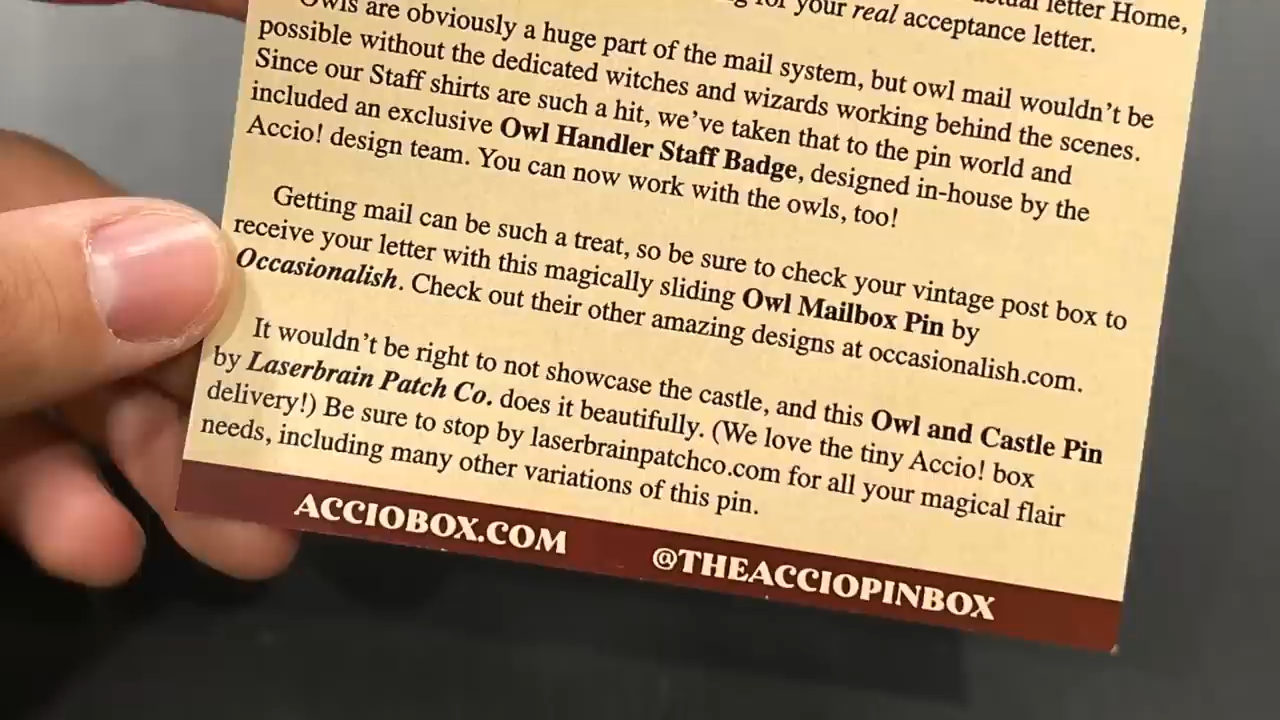 letter Home,
for your real acceptance letter.
Owls are obviously a huge part of the mail system, but owl mail wouldn't be
possible without the dedicated witches and wizards working behind the scenes.
Since our Staff shirts are such a hit, we've taken that to the pin world and
included an exclusive Owl Handler Staff Badge, designed in-house by the
Accio! design team. You can now work with the owls, too!
Getting mail can be such a treat, so be sure to check your vintage post box to
receive your letter with this magically sliding Owl Mailbox Pin by
Occasionalish. Check out their other amazing designs at occasionalish.com.
It wouldn't be right to not showcase the castle, and this Owl and Castle Pin
by Laserbrain Patch Co. does it beautifully. (We love the tiny Accio! box
delivery!) Be sure to stop by laserbrainpatchco.com for all your magical flair
needs, including many other variations of this pin.
ACCIOBOX.COM @THEACCIOPINBOX